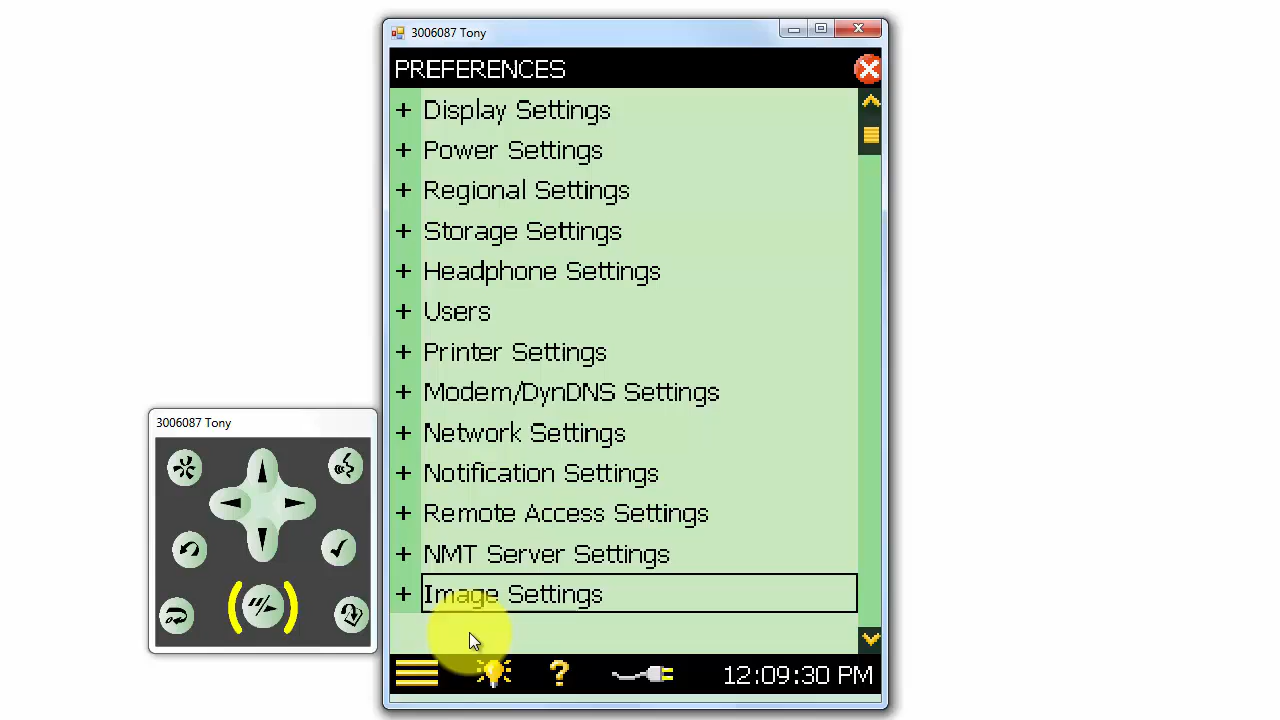 3006087 Tony
PREFERENCES
+ Display Settings
+ Power Settings
+ Regional Settings
+ Storage Settings
+ Headphone Settings
+ Users
+ Printer Settings
+ Modem/DynDNS Settings
+ Network Settings
+ Notification Settings
+ Remote Access Settings
+ NMT Server Settings
+ Image Settings
? 12:09:30 PM
3006087 Tony